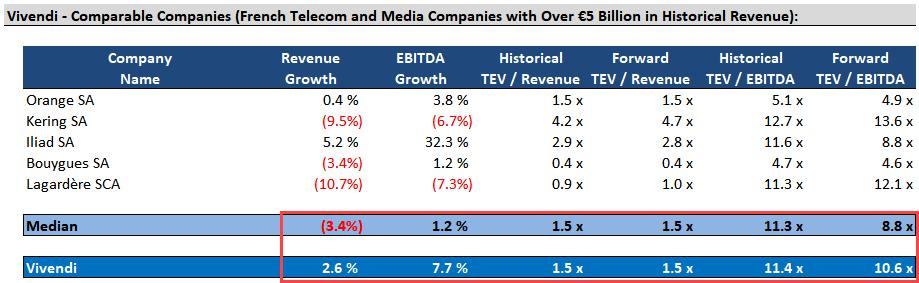 Vivendi - Comparable Companies (French Telecom and Media Companies with Over €5 Billion in Historical Revenue):
Company Revenue EBITDA Historical Forward Historical Forward
Name Growth Growth TEV / Revenue TEV / Revenue TEV / EBITDA TEV / EBITDA
Orange SA 0.4 % 3.8 % 1.5 x 1.5 x 5.1 x 4.9 x
Kering SA (9.5%) (6.7%) 4.2 x 4.7 x 12.7 x 13.6 x
Iliad SA 5.2 % 32.3 % 2.9 x 2.8 x 11.6 x 8.8 x
Bouygues SA (3.4%) 1.2 % 0.4 x 0.4 x 4.7 x 4.6 x
Lagardère SCA (10.7%) (7.3%) 0.9 x 1.0 x 11.3 x 12.1 x
Median (3.4%) 1.2 % 1.5 x 1.5 x 11.3 x 8.8 x
Vivendi 2.6 % 7.7 % 1.5 x 1.5 x 11.4 x 10.6 x